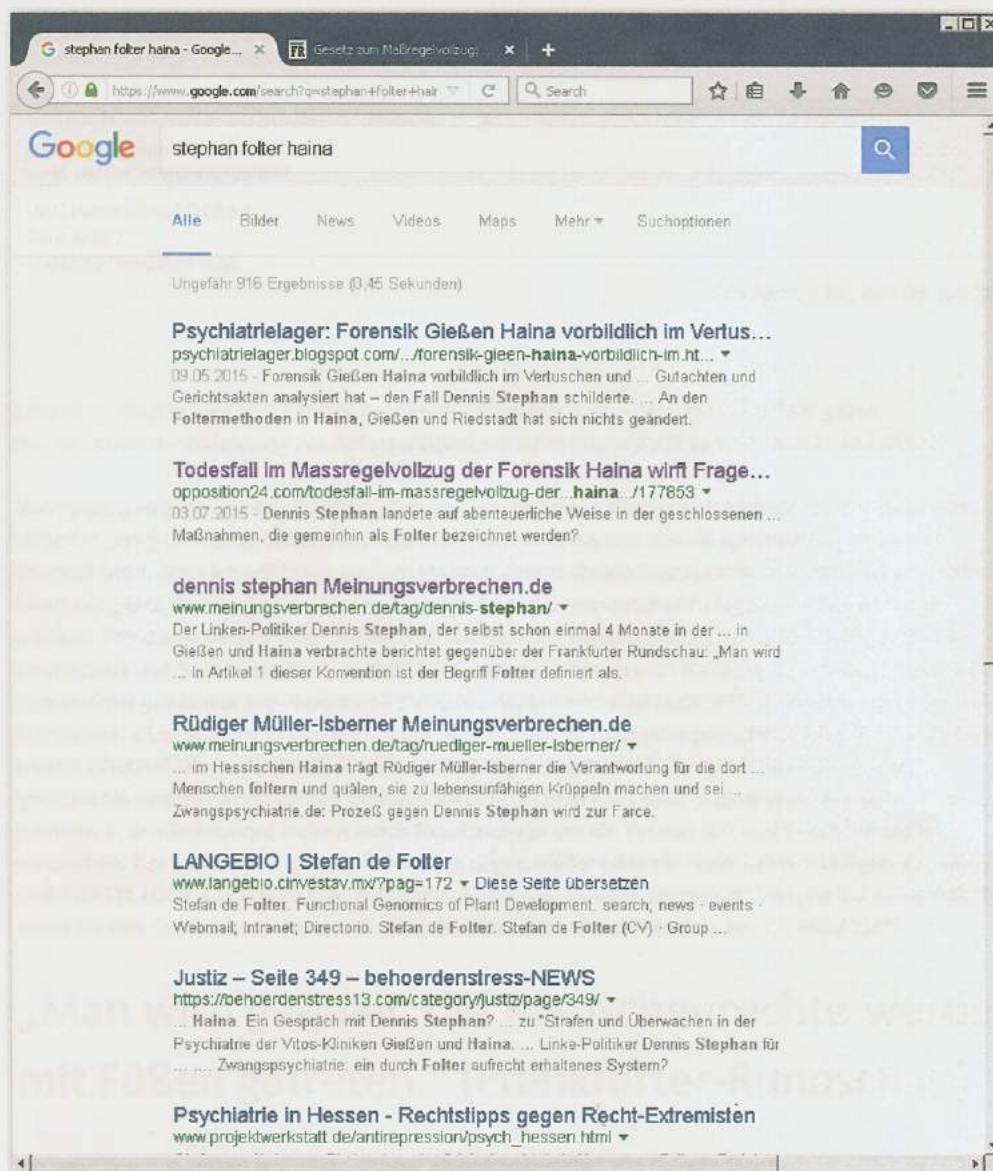 stephan folter haina - Google... × FR Gesetz zum Maßregelvollzug: ... × +
https://www.google.com/search?q=stephan+folter+hair Search
Google stephan folter haina
Alle Bilder News Videos Maps Mehr Suchoptionen
Ungefähr 916 Ergebnisse (0,45 Sekunden)
Psychiatrielager: Forensik Gießen Haina vorbildlich im Vertus...
psychiatrielager.blogspot.com/.../forensik-gieen-haina-vorbildlich-im.ht...
09.05.2015 - Forensik Gießen Haina vorbildlich im Vertuschen und ... Gutachten und
Gerichtsakten analysiert hat – den Fall Dennis Stephan schilderte. ... An den
Foltermethoden in Haina, Gießen und Riedstadt hat sich nichts geändert.
Todesfall im Massregelvollzug der Forensik Haina wirft Frage...
opposition24.com/todesfall-im-massregelvollzug-der...haina.../177853
03.07.2015 - Dennis Stephan landete auf abenteuerliche Weise in der geschlossenen ...
Maßnahmen, die gemeinhin als Folter bezeichnet werden?
dennis stephan Meinungsverbrechen.de
www.meinungsverbrechen.de/tag/dennis-stephan/
Der Linken-Politiker Dennis Stephan, der selbst schon einmal 4 Monate in der ... in
Gießen und Haina verbrachte berichtet gegenüber der Frankfurter Rundschau: „Man wird
... In Artikel 1 dieser Konvention ist der Begriff Folter definiert als.
Rüdiger Müller-Isberner Meinungsverbrechen.de
www.meinungsverbrechen.de/tag/ruediger-mueller-isberner/
... im Hessischen Haina trägt Rüdiger Müller-Isberner die Verantwortung für die dort ...
Menschen foltern und quälen, sie zu lebensunfähigen Krüppeln machen und sei ...
Zwangspsychiatrie.de: Prozeß gegen Dennis Stephan wird zur Farce.
LANGEBIO | Stefan de Folter
www.langebio.cinvestav.mx/?pag=172 Diese Seite übersetzen
Stefan de Folter. Functional Genomics of Plant Development. search; news · events ·
Webmail; Intranet; Directorio. Stefan de Folter. Stefan de Folter (CV) · Group ...
Justiz – Seite 349 – behoerdenstress-NEWS
https://behoerdenstress13.com/category/justiz/page/349/
... Haina. Ein Gespräch mit Dennis Stephan? ... zu "Strafen und Überwachen in der
Psychiatrie der Vitos-Kliniken Gießen und Haina. ... Linke-Politiker Dennis Stephan für
... .... Zwangspsychiatrie: ein durch Folter aufrecht erhaltenes System?
Psychiatrie in Hessen - Rechtstipps gegen Recht-Extremisten
www.projektwerkstatt.de/antirepression/psych_hessen.html